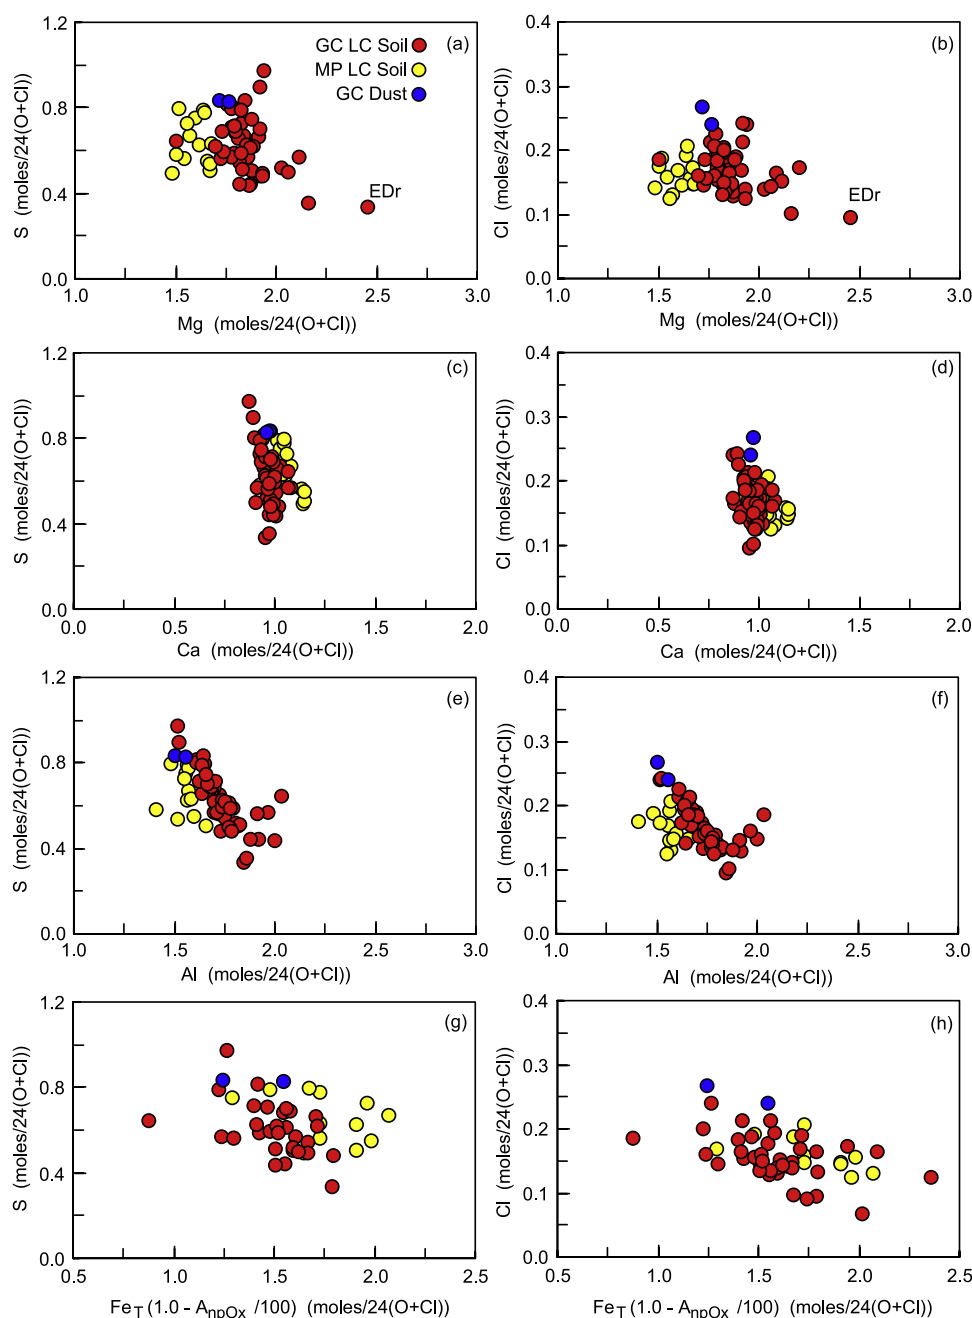 1.2
0.8
0.4
0.0
S (moles/24(O+Cl))
(a)
GC LC Soil
MP LC Soil
GC Dust
EDr
1.0
1.5
2.0
2.5
3.0
Mg (moles/24(O+Cl))
0.4
0.3
0.2
0.1
0.0
Cl (moles/24(O+Cl))
(b)
EDr
1.0
1.5
2.0
2.5
3.0
Mg (moles/24(O+Cl))
1.2
0.8
0.4
0.0
S (moles/24(O+Cl))
(c)
0.0
0.5
1.0
1.5
2.0
Ca (moles/24(O+Cl))
0.4
0.3
0.2
0.1
0.0
Cl (moles/24(O+Cl))
(d)
0.0
0.5
1.0
1.5
2.0
Ca (moles/24(O+Cl))
1.2
0.8
0.4
0.0
S (moles/24(O+Cl))
(e)
1.0
1.5
2.0
2.5
3.0
Al (moles/24(O+Cl))
0.4
0.3
0.2
0.1
0.0
Cl (moles/24(O+Cl))
(f)
1.0
1.5
2.0
2.5
3.0
Al (moles/24(O+Cl))
1.2
0.8
0.4
0.0
S (moles/24(O+Cl))
(g)
0.5
1.0
1.5
2.0
2.5
FeT (1.0 - AnpOx /100) (moles/24(O+Cl))
0.4
0.3
0.2
0.1
0.0
Cl (moles/24(O+Cl))
(h)
0.5
1.0
1.5
2.0
2.5
FeT (1.0 - AnpOx /100) (moles/24(O+Cl))